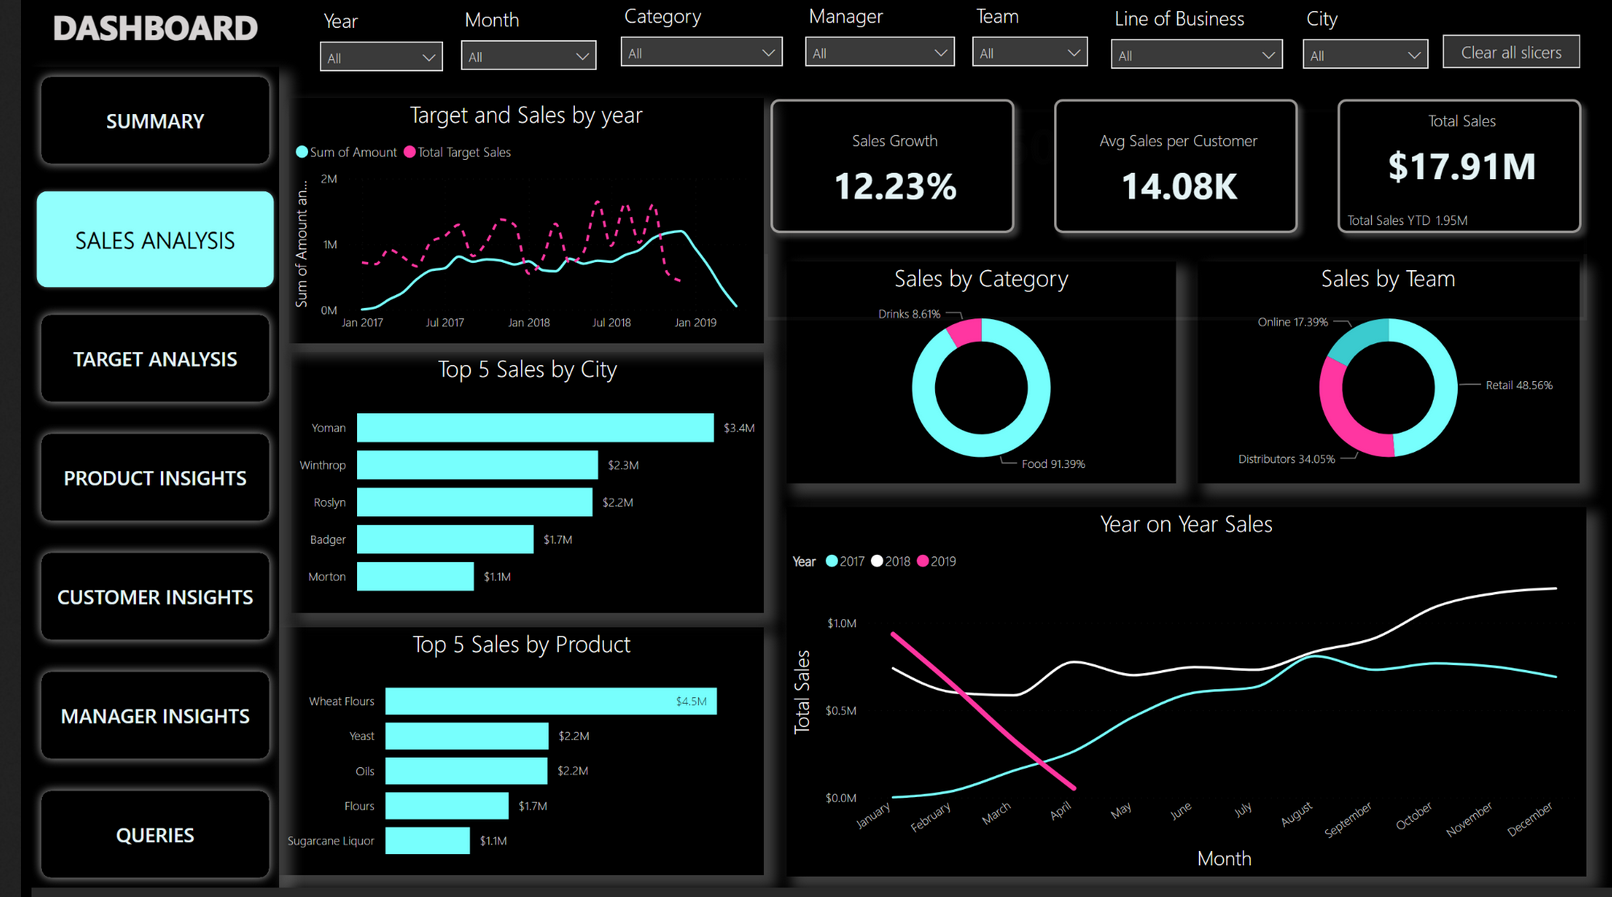 DASHBOARD
Year
Month
Category
Manager
Team
Line of Business
City
All
All
All
All
All
All
All
Clear all slicers
SUMMARY
SALES ANALYSIS
TARGET ANALYSIS
PRODUCT INSIGHTS
CUSTOMER INSIGHTS
MANAGER INSIGHTS
QUERIES
Target and Sales by year
Sum of Amount
Total Target Sales
Sum of Amount an...
2M
1M
0M
Jan 2017
Jul 2017
Jan 2018
Jul 2018
Jan 2019
Sales Growth
12.23%
Avg Sales per Customer
14.08K
Total Sales
$17.91M
Total Sales YTD 1.95M
Top 5 Sales by City
Yoman
$3.4M
Winthrop
$2.3M
Roslyn
$2.2M
Badger
$1.7M
Morton
$1.1M
Sales by Category
Drinks 8.61%
Food 91.39%
Sales by Team
Online 17.39%
Retail 48.56%
Distributors 34.05%
Top 5 Sales by Product
Wheat Flours
$4.5M
Yeast
$2.2M
Oils
$2.2M
Flours
$1.7M
Sugarcane Liquor
$1.1M
Year on Year Sales
Year
2017
2018
2019
Total Sales
$1.0M
$0.5M
$0.0M
January
February
March
April
May
June
July
August
September
October
November
December
Month